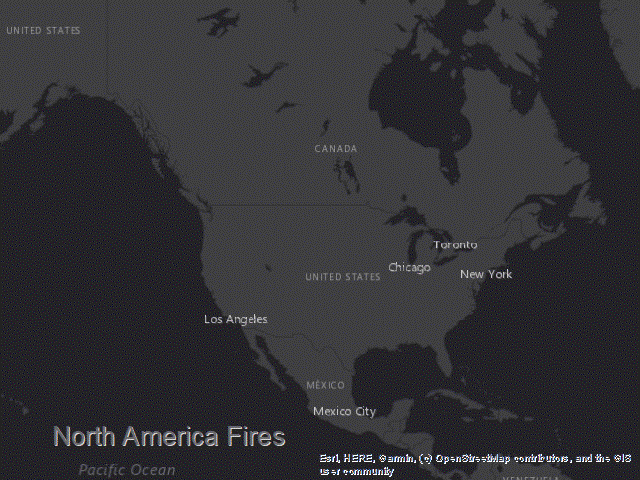 UNITED STATES
CANADA
Toronto
Chicago
New York
UNITED STATES
Los Angeles
MÉXICO
Mexico City
North America Fires
Esri, HERE, Garmin, (c) OpenStreetMap contributors, and the GIS
user community
Pacific Ocean
VENEZUELA